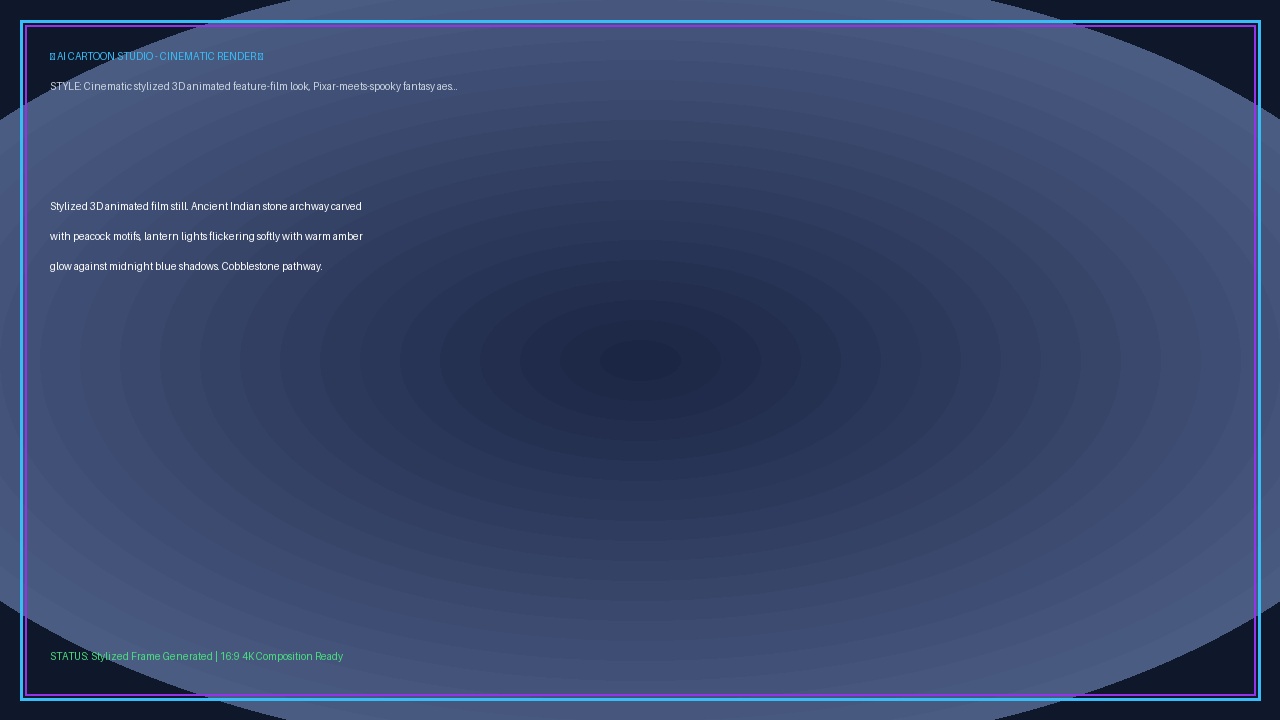 AI CARTOON STUDIO - CINEMATIC RENDER
STYLE: Cinematic stylized 3D animated feature-film look, Pixar-meets-spooky fantasy aes...
Stylized 3D animated film still. Ancient Indian stone archway carved
with peacock motifs, lantern lights flickering softly with warm amber
glow against midnight blue shadows. Cobblestone pathway.
STATUS: Stylized Frame Generated | 16:9 4K Composition Ready